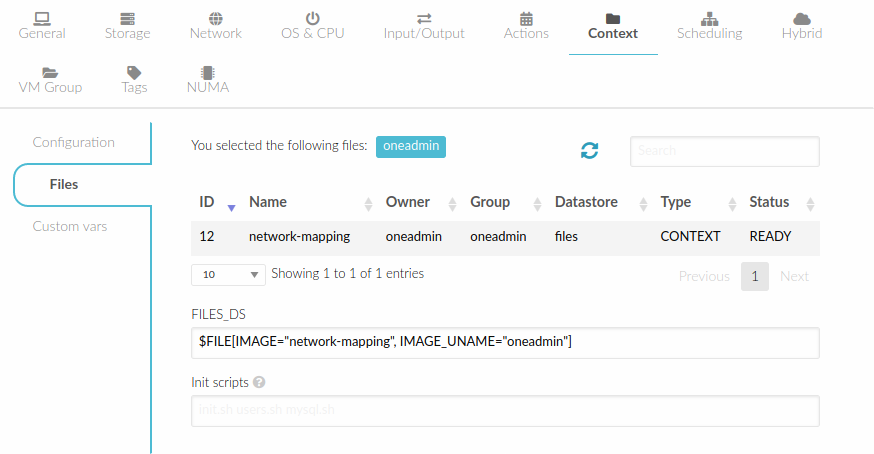 General Storage Network OS & CPU Input/Output Actions Context Scheduling Hybrid
VM Group Tags NUMA
Configuration
Files
Custom vars
You selected the following files: oneadmin
Search
ID Name Owner Group Datastore Type Status
12 network-mapping oneadmin oneadmin files CONTEXT READY
10 Showing 1 to 1 of 1 entries Previous 1 Next
FILES_DS
$FILE[IMAGE="network-mapping", IMAGE_UNAME="oneadmin"]
Init scripts ?
init.sh users.sh mysql.sh